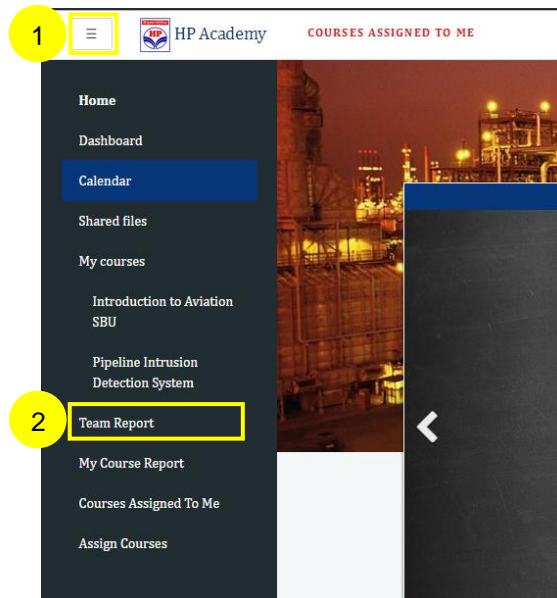 1
☰
HP
HP Academy
COURSES ASSIGNED TO ME
Home
Dashboard
Calendar
Shared files
My courses
Introduction to Aviation
SBU
Pipeline Intrusion
Detection System
2
Team Report
My Course Report
Courses Assigned To Me
Assign Courses